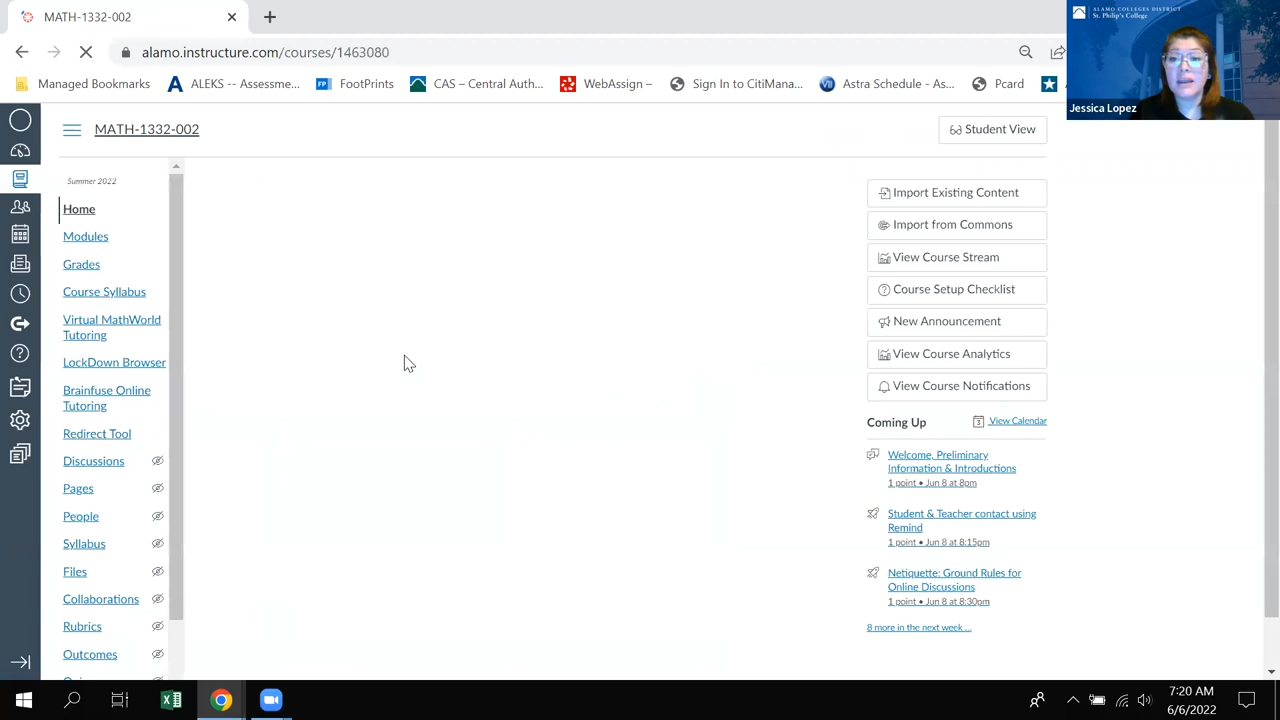 MATH-1332-002
alamo.instructure.com/courses/1463080
Managed Bookmarks
ALEKS -- Assessme...
FP FootPrints
CAS – Central Auth...
WebAssign –
Sign In to CitiMana...
Astra Schedule - As...
Pcard
ALAMO COLLEGES DISTRICT
St. Philip's College
Jessica Lopez
MATH-1332-002
Student View
Summer 2022
Home
Modules
Grades
Course Syllabus
Virtual MathWorld
Tutoring
LockDown Browser
Brainfuse Online
Tutoring
Redirect Tool
Discussions
Pages
People
Syllabus
Files
Collaborations
Rubrics
Outcomes
Import Existing Content
Import from Commons
View Course Stream
Course Setup Checklist
New Announcement
View Course Analytics
View Course Notifications
Coming Up
3 View Calendar
Welcome, Preliminary
Information & Introductions
1 point • Jun 8 at 8pm
Student & Teacher contact using
Remind
1 point • Jun 8 at 8:15pm
Netiquette: Ground Rules for
Online Discussions
1 point • Jun 8 at 8:30pm
8 more in the next week ...
7:20 AM
6/6/2022